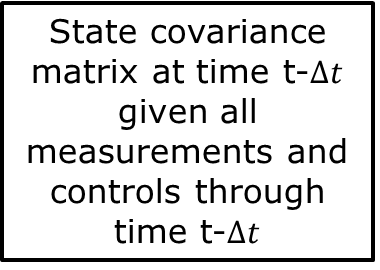 State covariance
matrix at time t-Δt
given all
measurements and
controls through
time t-Δt